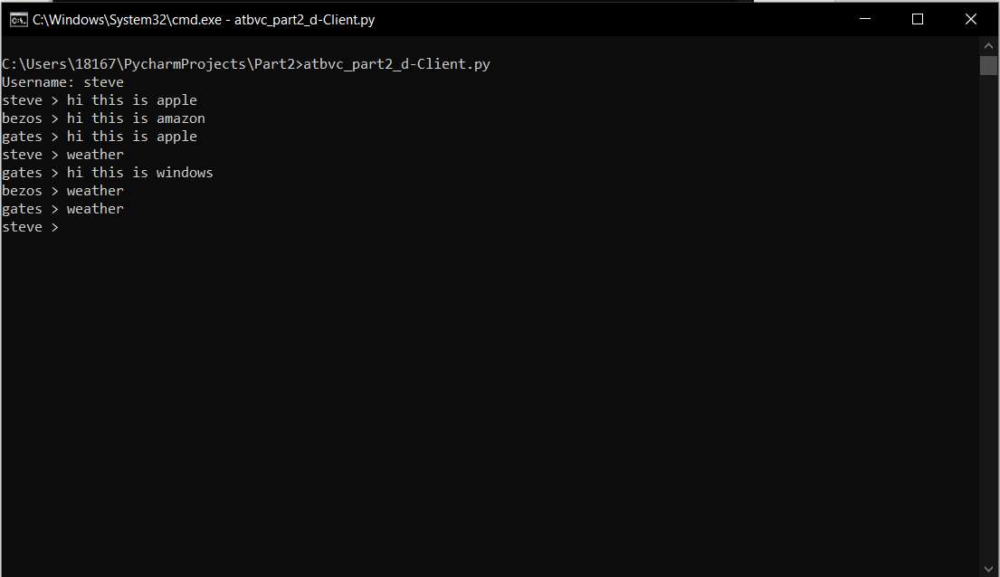 C:\Windows\System32\cmd.exe - atbvc_part2_d-Client.py
C:\Users\18167\PycharmProjects\Part2>atbvc_part2_d-Client.py
Username: steve
steve > hi this is apple
bezos > hi this is amazon
gates > hi this is apple
steve > weather
gates > hi this is windows
bezos > weather
gates > weather
steve >